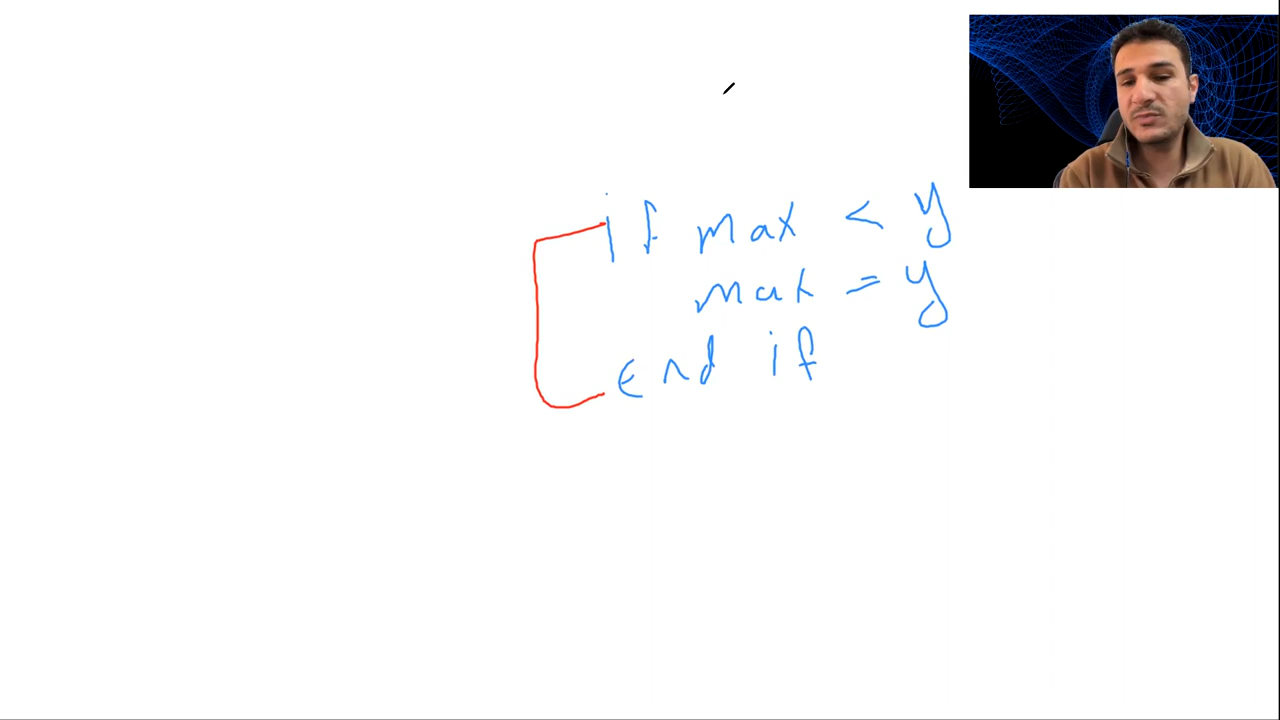 if max < y
max = y
end if